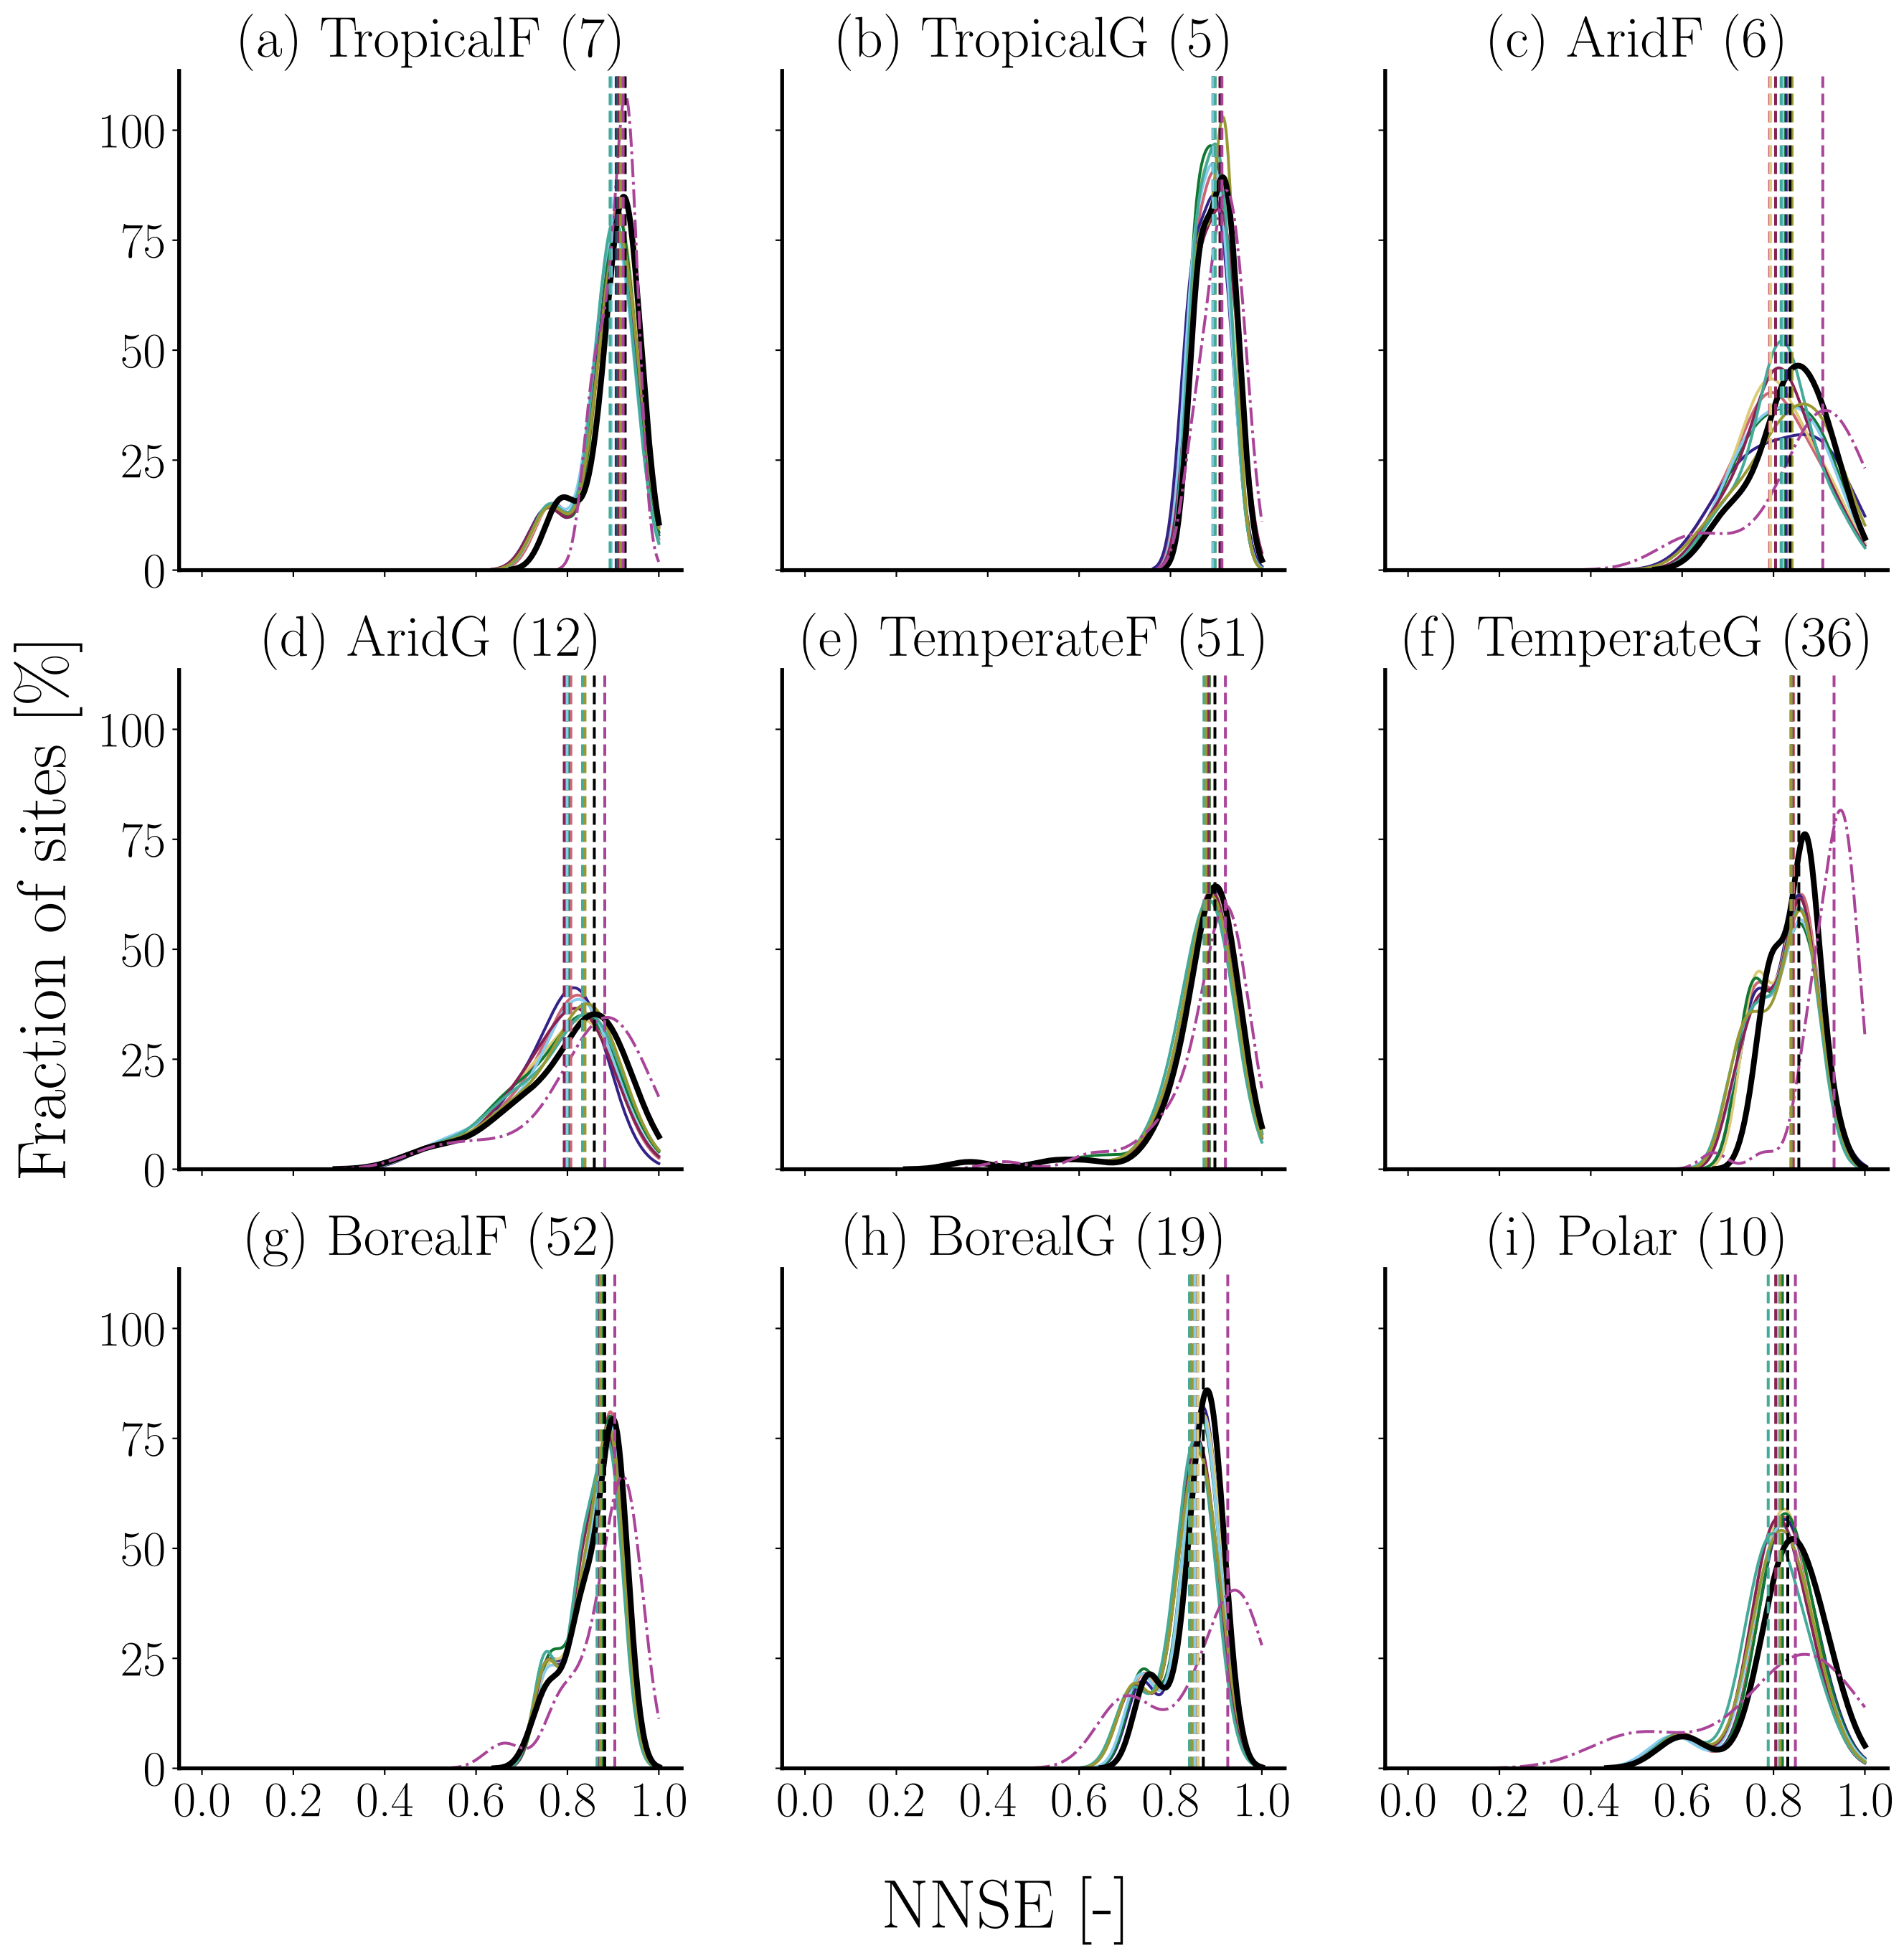 (a) TropicalF (7)
(b) TropicalG (5)
(c) AridF (6)
100
75
50
25
0
(d) AridG (12)
(e) TemperateF (51)
(f) TemperateG (36)
Fraction of sites [%]
100
75
50
25
0
(g) BorealF (52)
(h) BorealG (19)
(i) Polar (10)
100
75
50
25
0
0.0 0.2 0.4 0.6 0.8 1.0
0.0 0.2 0.4 0.6 0.8 1.0
0.0 0.2 0.4 0.6 0.8 1.0
NNSE [-]